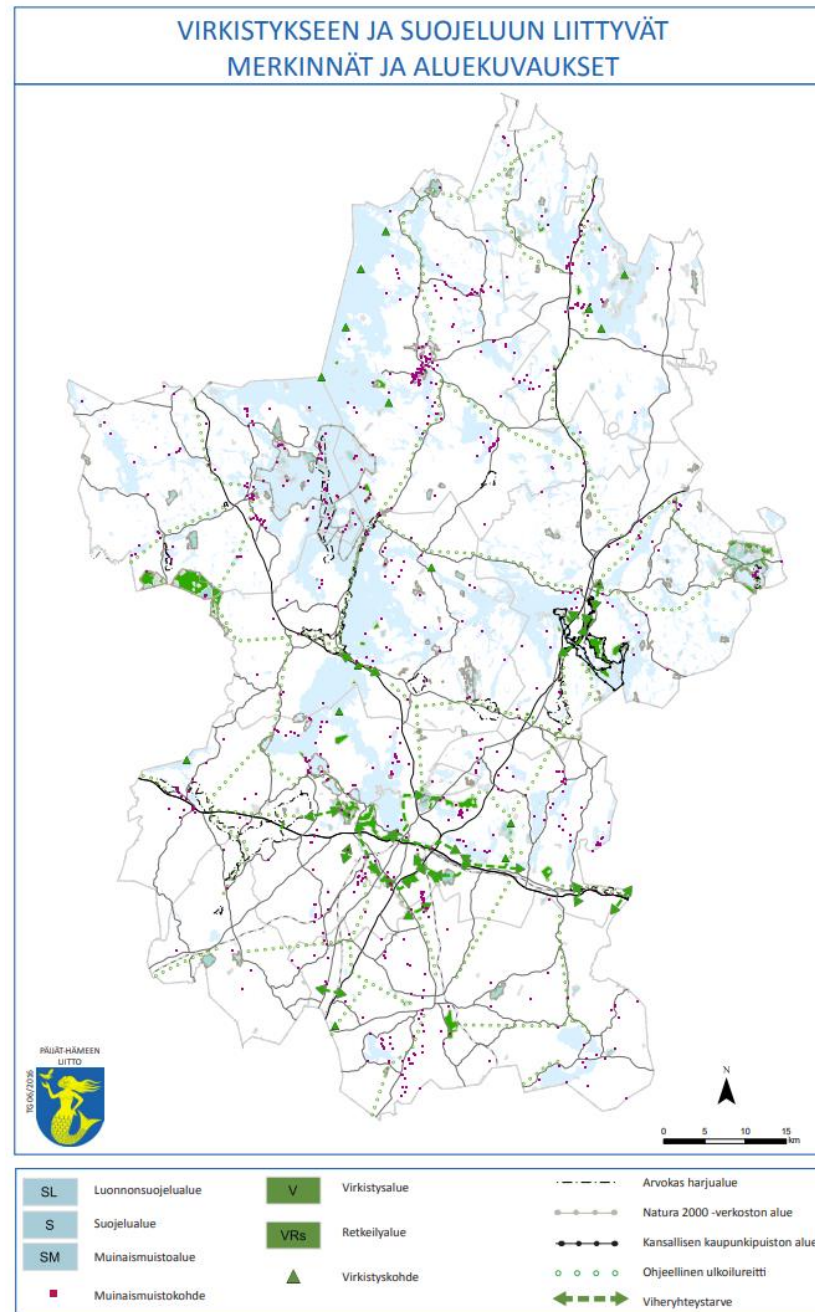 VIRKISTYKSEEN JA SUOJELUUN LIITTYVÄT
MERKINNÄT JA ALUEKUVAUKSET
PÄIJÄT-HÄMEEN
LIITTO
TG 06/2016
N
0 5 10 15
km
SL Luonnonsuojelualue
S Suojelualue
SM Muinaismuistoalue
Muinaismuistokohde
V Virkistysalue
VRs Retkeilyalue
Virkistyskohde
Arvokas harjualue
Natura 2000 -verkoston alue
Kansallisen kaupunkipuiston alue
Ohjeellinen ulkoilureitti
Viheryhteystarve